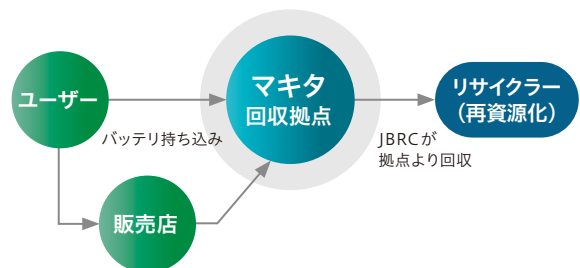 ユーザー
バッテリ持ち込み
販売店
マキタ
回収拠点
JBRCが
拠点より回収
リサイクラー
（再資源化）